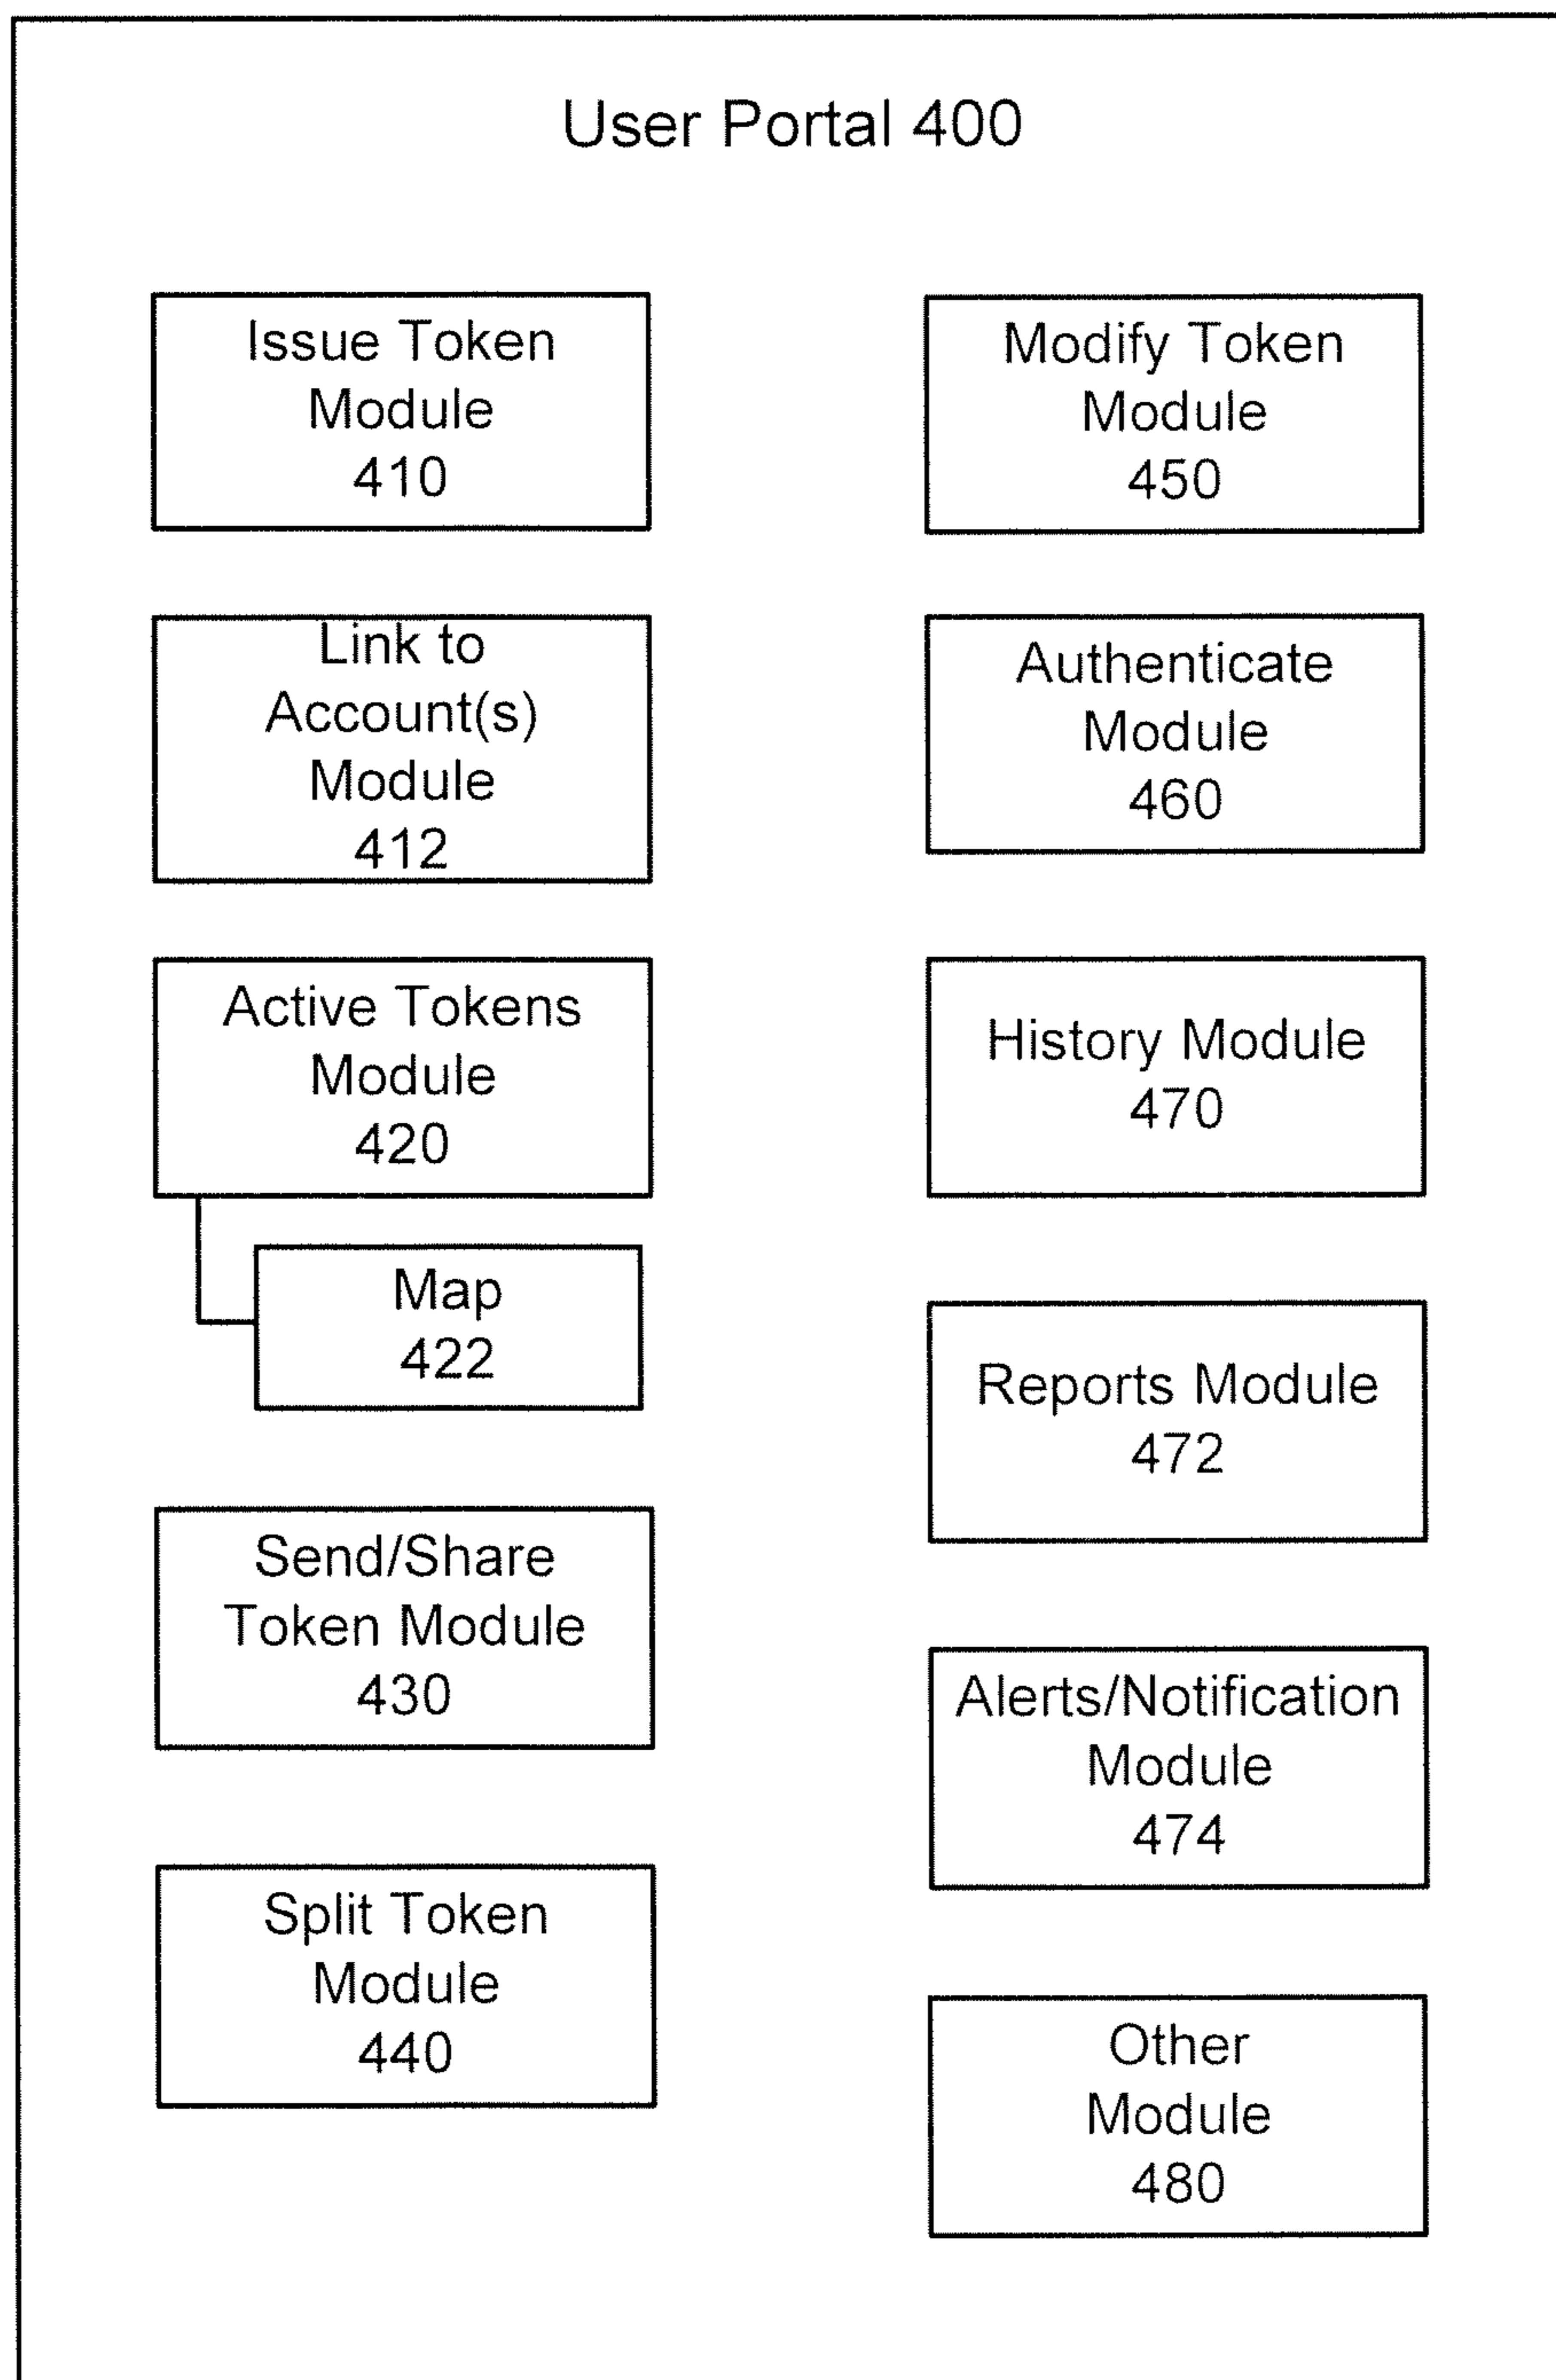 User Portal 400
Issue Token
Module
410
Link to
Account(s)
Module
412
Active Tokens
Module
420
Map
422
Send/Share
Token Module
430
Split Token
Module
440
Modify Token
Module
450
Authenticate
Module
460
History Module
470
Reports Module
472
Alerts/Notification
Module
474
Other
Module
480